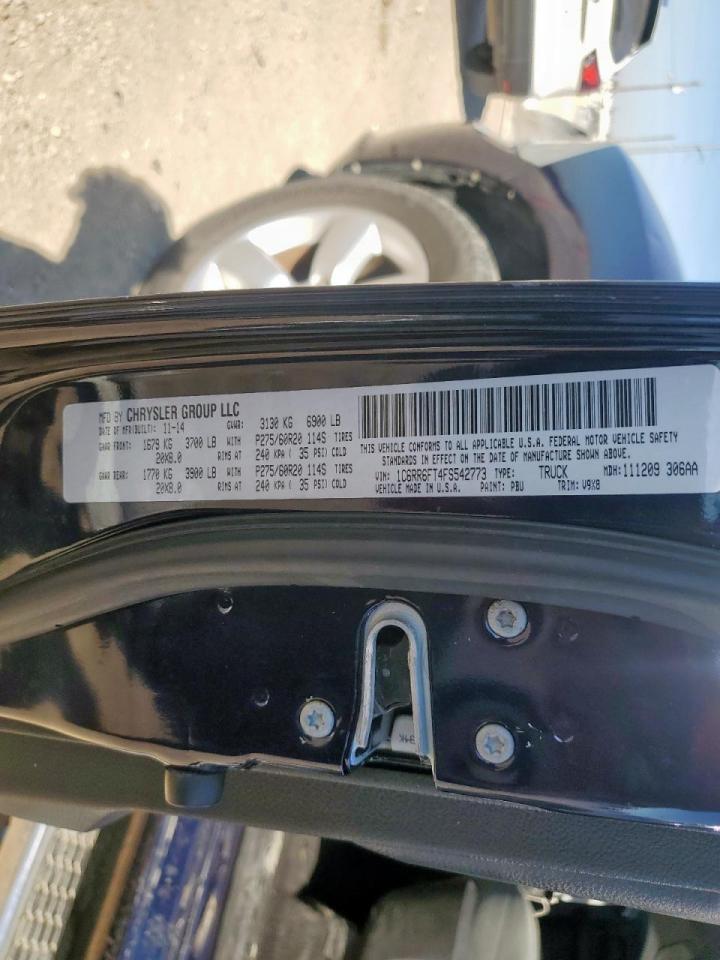 MFD BY CHRYSLER GROUP LLC
DATE OF MFR(BUILT): 11-14 GVWR: 3130 KG 6900 LB
GAWR FRONT: 1679 KG 3700 LB WITH P275/60R20 114S TIRES
20X8.0 RIMS AT 240 KPA ( 35 PSI) COLD
GAWR REAR: 1770 KG 3900 LB WITH P275/60R20 114S TIRES
20X8.0 RIMS AT 240 KPA ( 35 PSI) COLD
THIS VEHICLE CONFORMS TO ALL APPLICABLE U.S.A. FEDERAL MOTOR VEHICLE SAFETY
STANDARDS IN EFFECT ON THE DATE OF MANUFACTURE SHOWN ABOVE.
VIN: 1C6RR6FT4FS542773 TYPE: TRUCK MDH: 111209 306AA
VEHICLE MADE IN U.S.A. PAINT: PBU TRIM: V9X8